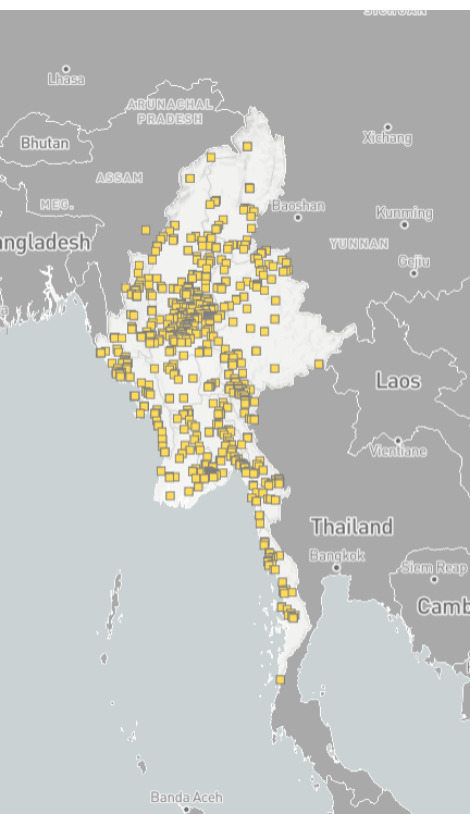 SICHUAN
Lhasa
ARUNACHAL
PRADESH
Xichang
Bhutan
ASSAM
MEG.
Baoshan
Kunming
YUNNAN
angladesh
Gejiu
Laos
Vientiane
Thailand
Bangkok
Siem Reap
Camb
Banda Aceh